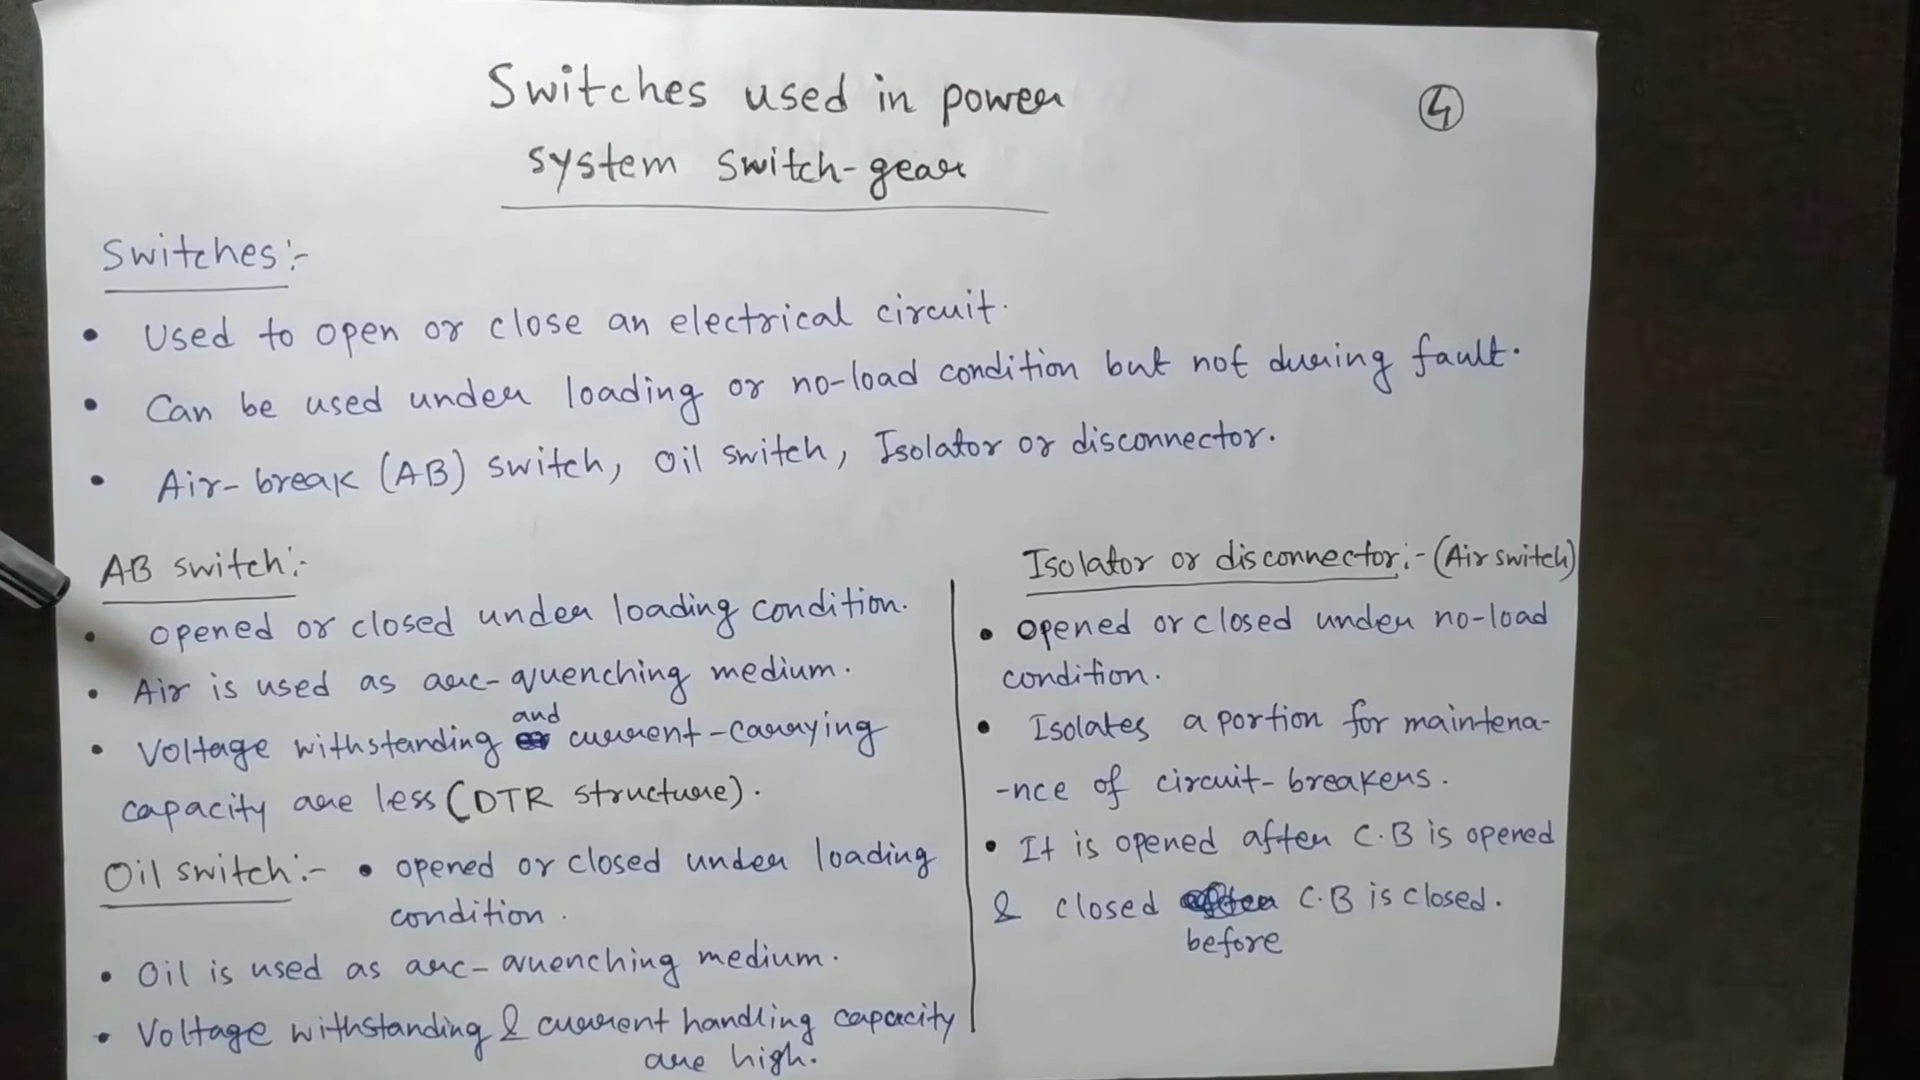 Switches used in power
system switch-gear
4
Switches:-
• Used to open or close an electrical circuit.
• Can be used under loading or no-load condition but not during fault.
• Air-break (AB) switch, Oil switch, Isolator or disconnector.
AB switch:-
• opened or closed under loading condition.
• Air is used as arc-quenching medium.
• Voltage withstanding and current-carrying
capacity are less (DTR structure).
Oil switch:- • opened or closed under loading
condition.
• Oil is used as arc-quenching medium.
• Voltage withstanding & current handling capacity
are high.
Isolator or disconnector:- (Air switch)
• opened or closed under no-load
condition.
• Isolates a portion for maintena-
-nce of circuit-breakers.
• It is opened after C.B is opened
& closed before C.B is closed.